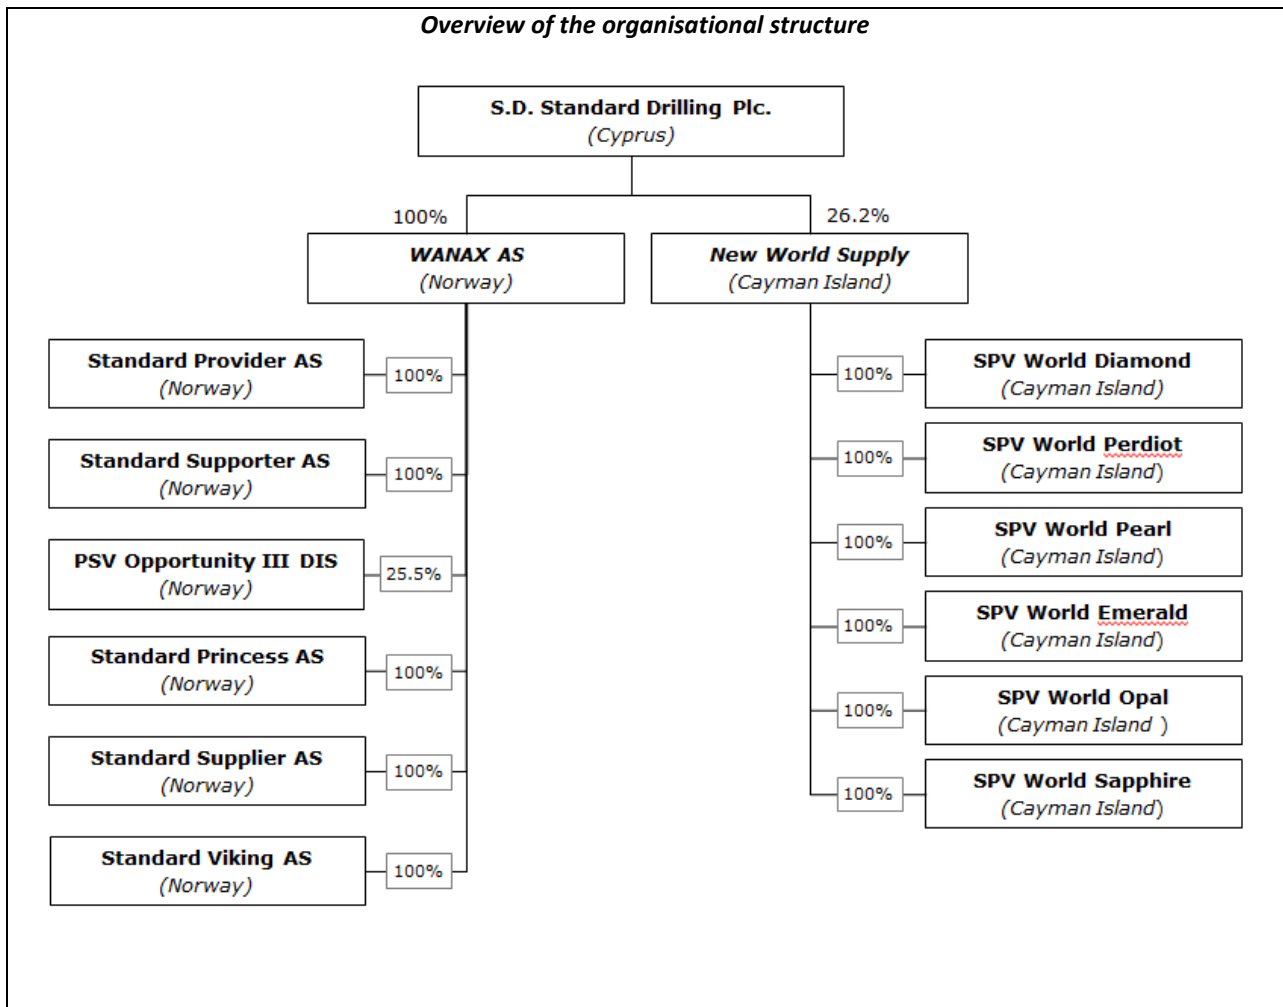 Overview of the organisational structure
S.D. Standard Drilling Plc.
(Cyprus)
100%
26.2%
WANAX AS
(Norway)
New World Supply
(Cayman Island)
Standard Provider AS
(Norway)
100%
Standard Supporter AS
(Norway)
100%
PSV Opportunity III DIS
(Norway)
25.5%
Standard Princess AS
(Norway)
100%
Standard Supplier AS
(Norway)
100%
Standard Viking AS
(Norway)
100%
100%
SPV World Diamond
(Cayman Island)
100%
SPV World Perdiot
(Cayman Island)
100%
SPV World Pearl
(Cayman Island)
100%
SPV World Emerald
(Cayman Island)
100%
SPV World Opal
(Cayman Island )
100%
SPV World Sapphire
(Cayman Island)